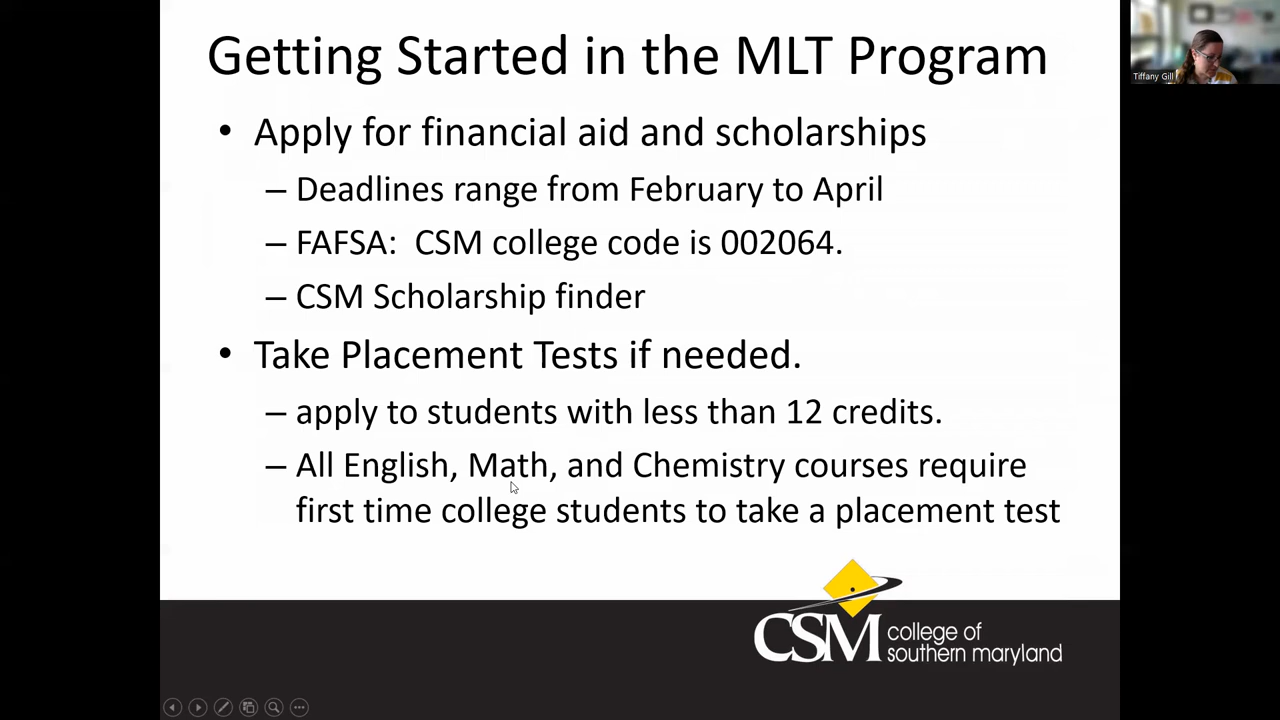 Getting Started in the MLT Program
• Apply for financial aid and scholarships
– Deadlines range from February to April
– FAFSA:  CSM college code is 002064.
– CSM Scholarship finder
• Take Placement Tests if needed.
– apply to students with less than 12 credits.
– All English, Math, and Chemistry courses require
first time college students to take a placement test
CSM college of
southern maryland
Tiffany Gill